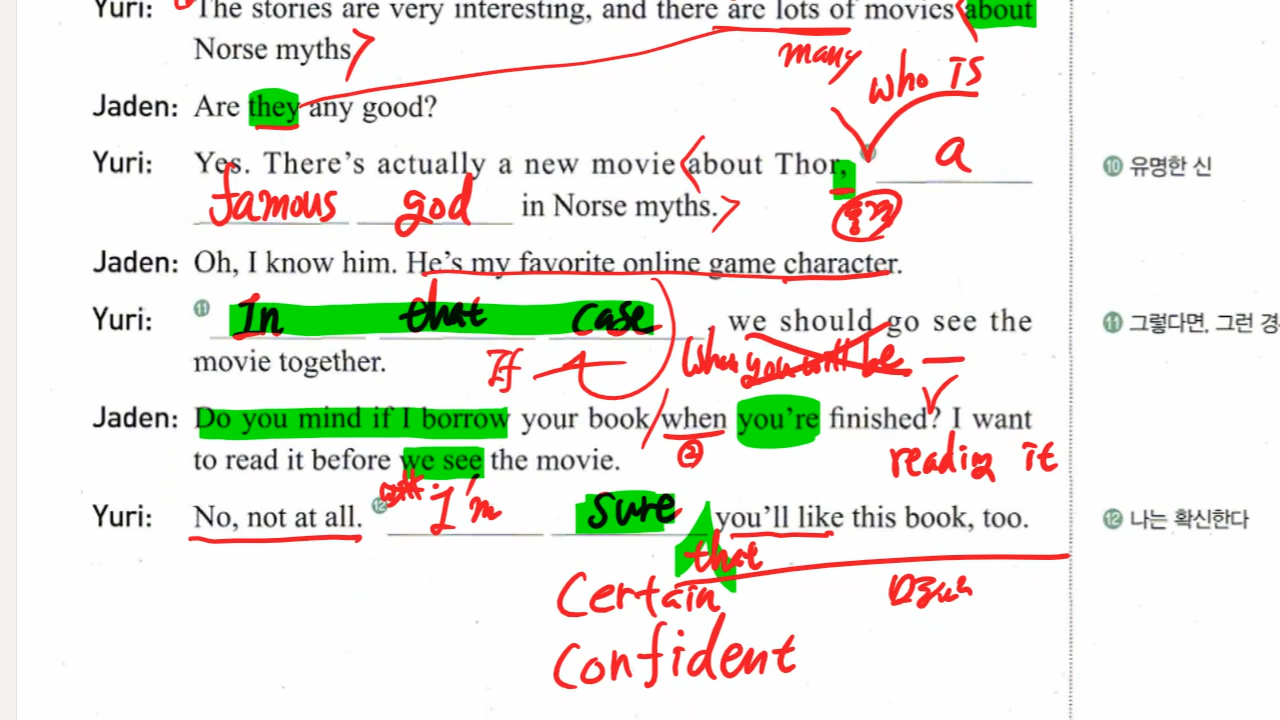 Yuri: The stories are very interesting, and there are lots of movies about
Norse myths
many
who is
Jaden: Are they any good?
Yuri: Yes. There's actually a new movie about Thor, a
⑩ 유명한 신
famous god in Norse myths.
Jaden: Oh, I know him. He's my favorite online game character.
Yuri: ⑪ In that case, we should go see the
⑪ 그렇다면, 그런 경
movie together.
If
when you will be
Jaden: Do you mind if I borrow your book when you're finished? I want
to read it before we see the movie.
reading it
Yuri: No, not at all. ⑫ I'm sure you'll like this book, too.
⑫ 나는 확신한다
that
Certain
Confident